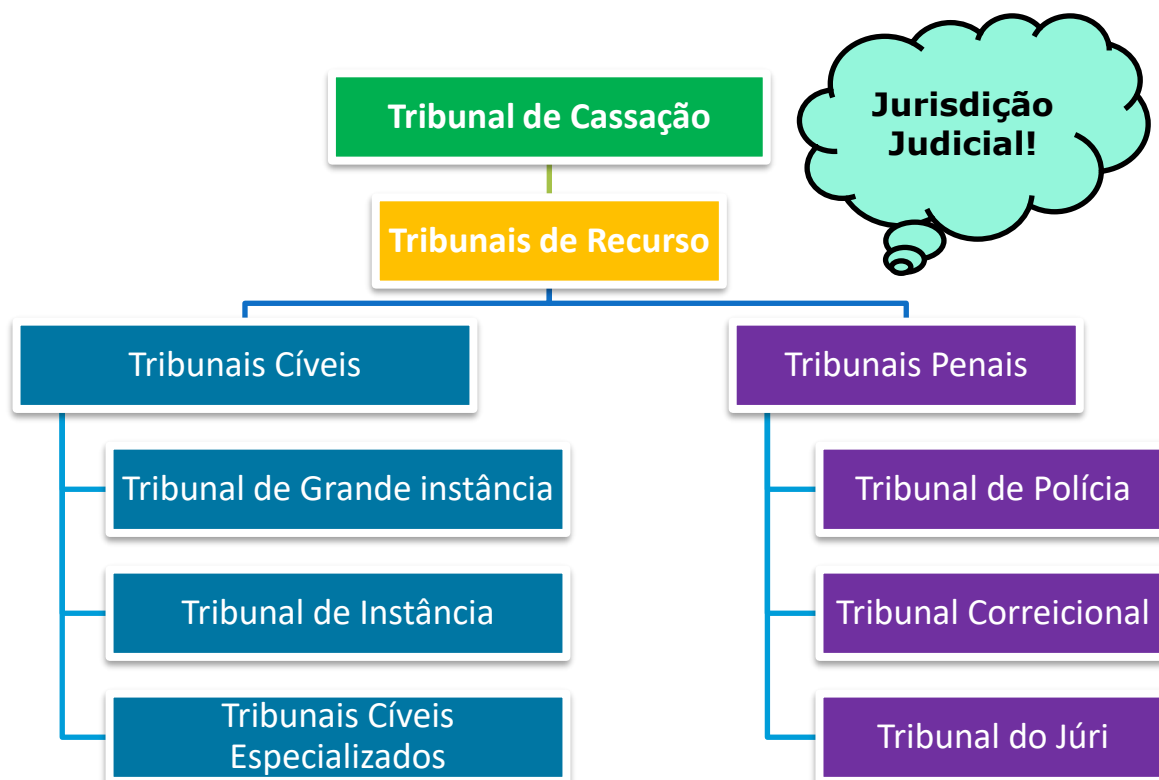 Tribunal de Cassação
Jurisdição
Judicial!
Tribunais de Recurso
Tribunais Cíveis
Tribunais Penais
Tribunal de Grande instância
Tribunal de Polícia
Tribunal de Instância
Tribunal Correicional
Tribunais Cíveis
Especializados
Tribunal do Júri